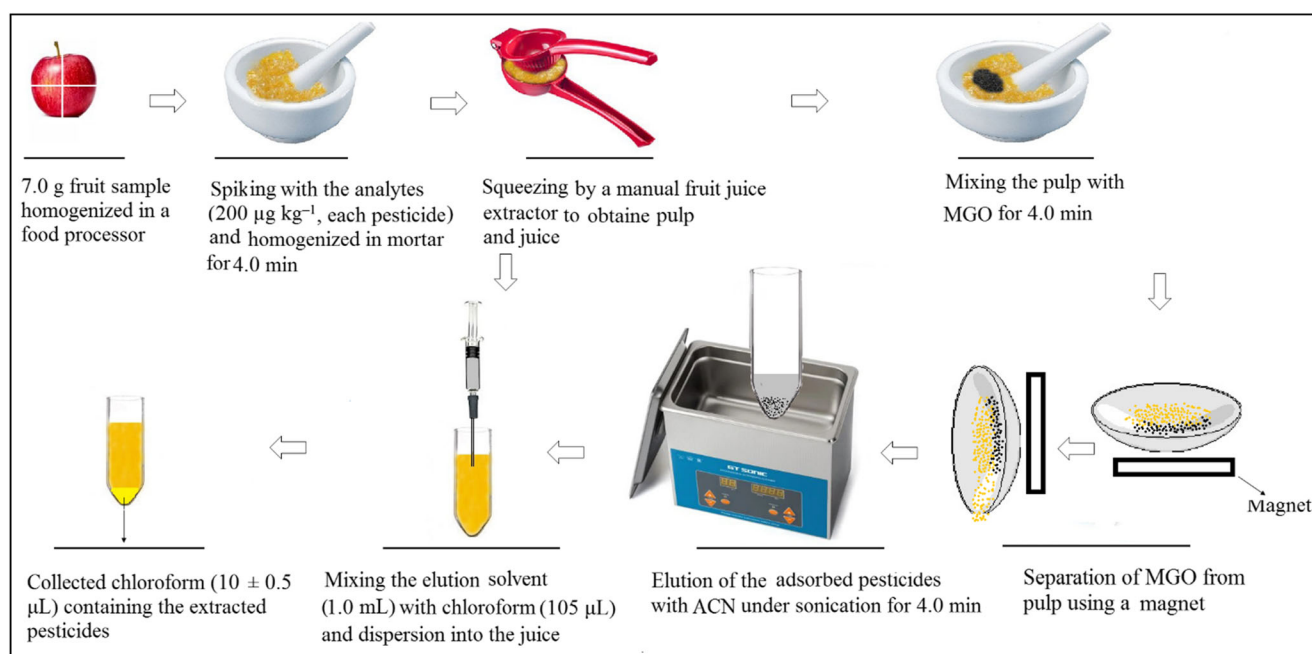 7.0 g fruit sample
homogenized in a
food processor
Spiking with the analytes
(200 µg kg⁻¹, each pesticide)
and homogenized in mortar
for 4.0 min
Squeezing by a manual fruit juice
extractor to obtaine pulp
and juice
Mixing the pulp with
MGO for 4.0 min
Magnet
GT SONIC
Collected chloroform (10 ± 0.5
µL) containing the extracted
pesticides
Mixing the elution solvent
(1.0 mL) with chloroform (105 µL)
and dispersion into the juice
Elution of the adsorbed pesticides
with ACN under sonication for 4.0 min
Separation of MGO from
pulp using a magnet